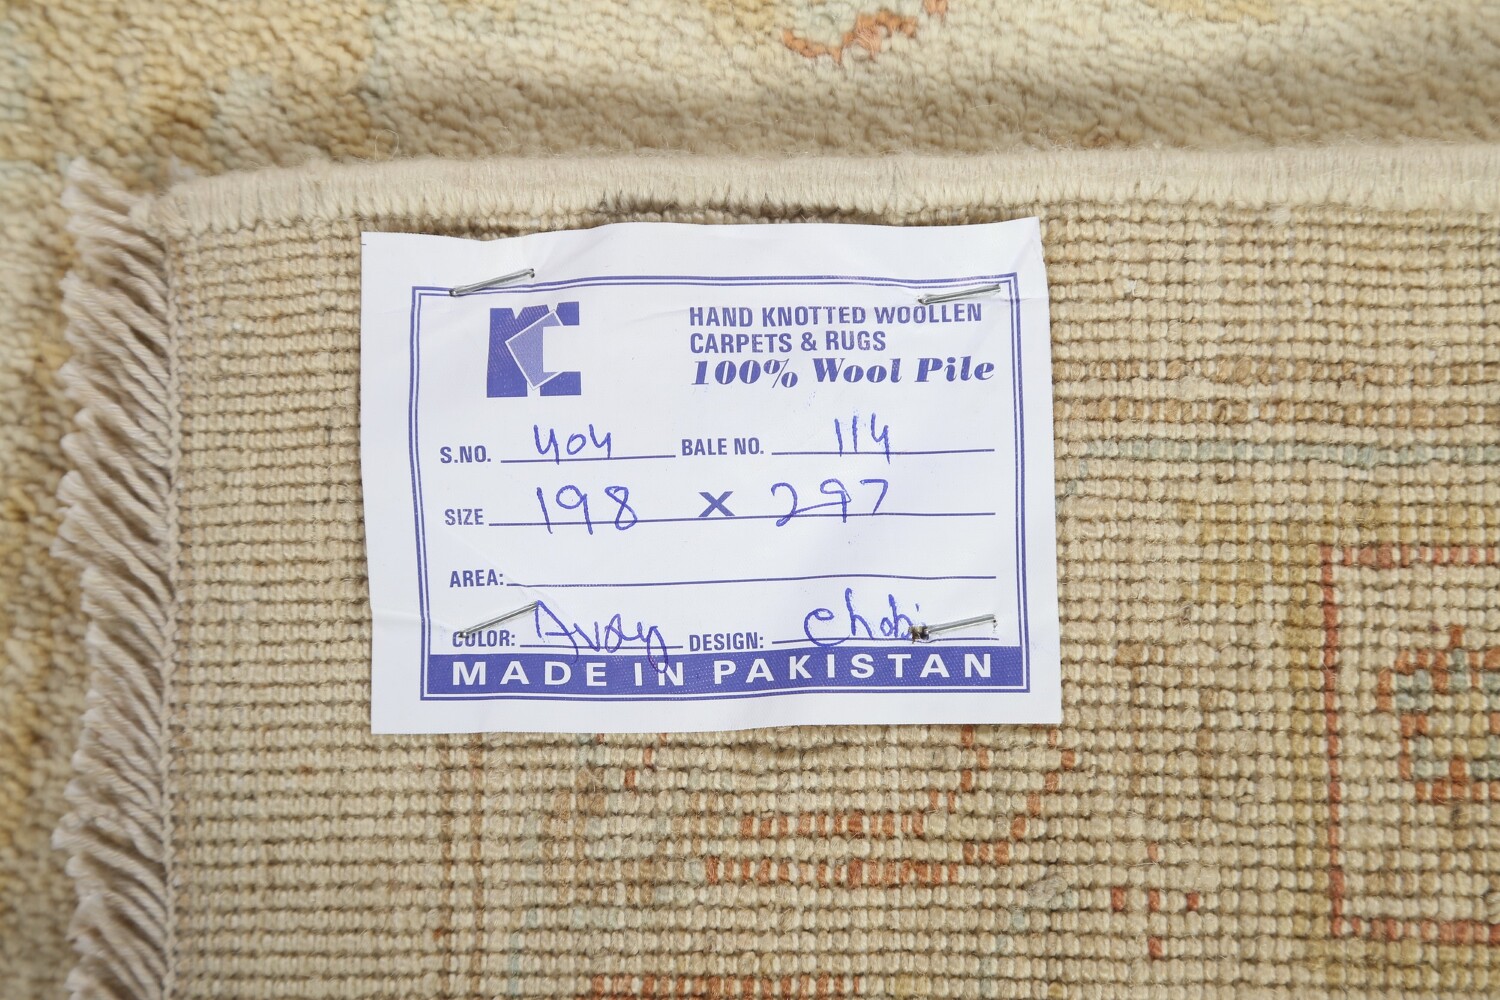 KC
HAND KNOTTED WOOLLEN
CARPETS & RUGS
100% Wool Pile
S.NO. 404 BALE NO. 114
SIZE 198 X 297
AREA:
COLOR: DESIGN: Chobi
MADE IN PAKISTAN